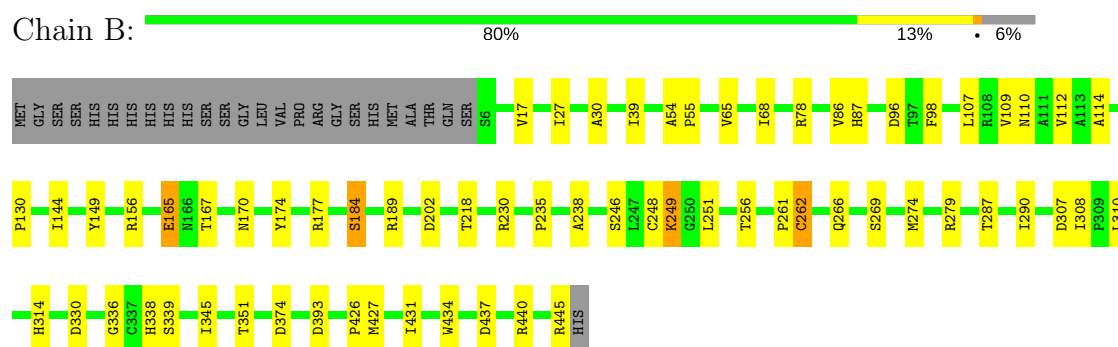 Chain B:
80% 13% • 6%
MET GLY SER SER HIS HIS HIS HIS HIS HIS SER SER GLY LEU VAL PRO ARG GLY SER HIS MET ALA THR GLN SER S6 V17 I27 A30 I39 A54 P55 V65 I68 R78 V86 H87 D96 T97 F98 L107 R108 V109 N110 A111 V112 A113 A114
P130 I144 Y149 R156 E165 N166 T167 N170 Y174 R177 S184 R189 D202 T218 R230 P235 A238 S246 L247 C248 K249 G250 L251 T256 P261 C262 Q266 S269 M274 R279 T287 I290 D307 I308 P309 L310
H314 D330 G336 C337 H338 S339 I345 T351 D374 D393 P426 M427 I431 W434 D437 R440 R445 HIS